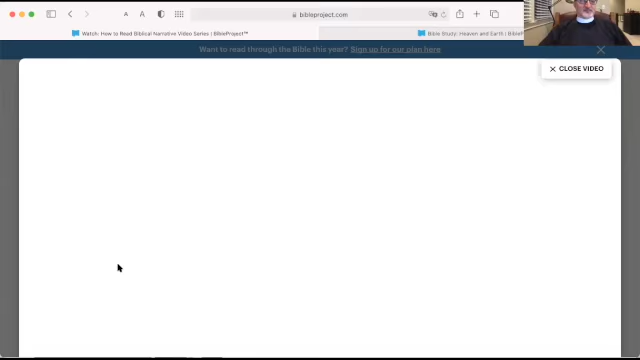 A A bibleproject.com
Watch: How to Read Biblical Narrative Video Series | BibleProject™ Bible Study: Heaven and Earth | BibleP
Want to read through the Bible this year? Sign up for our plan here
CLOSE VIDEO